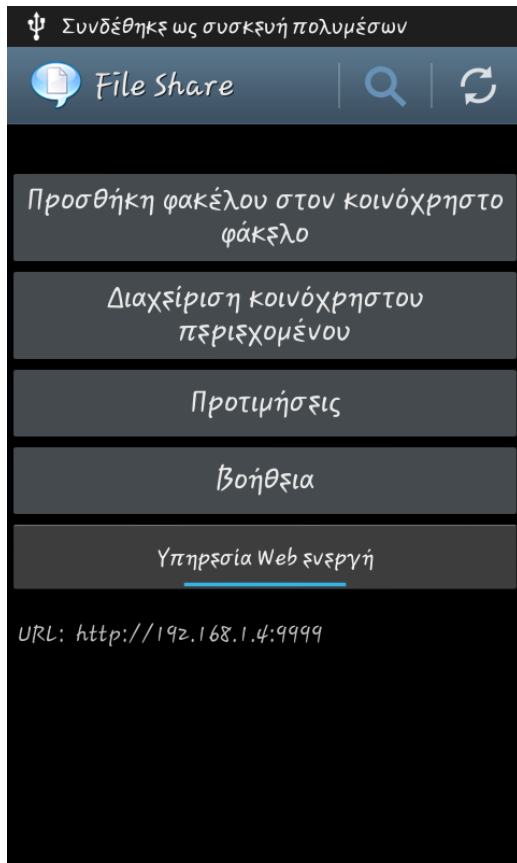 Συνδέθηκε ως συσκευή πολυμέσων
File Share
Προσθήκη φακέλου στον κοινόχρηστο
φάκελο
Διαχείριση κοινόχρηστου
περιεχομένου
Προτιμήσεις
Βοήθεια
Υπηρεσία Web ενεργή
URL: http://192.168.1.4:9999